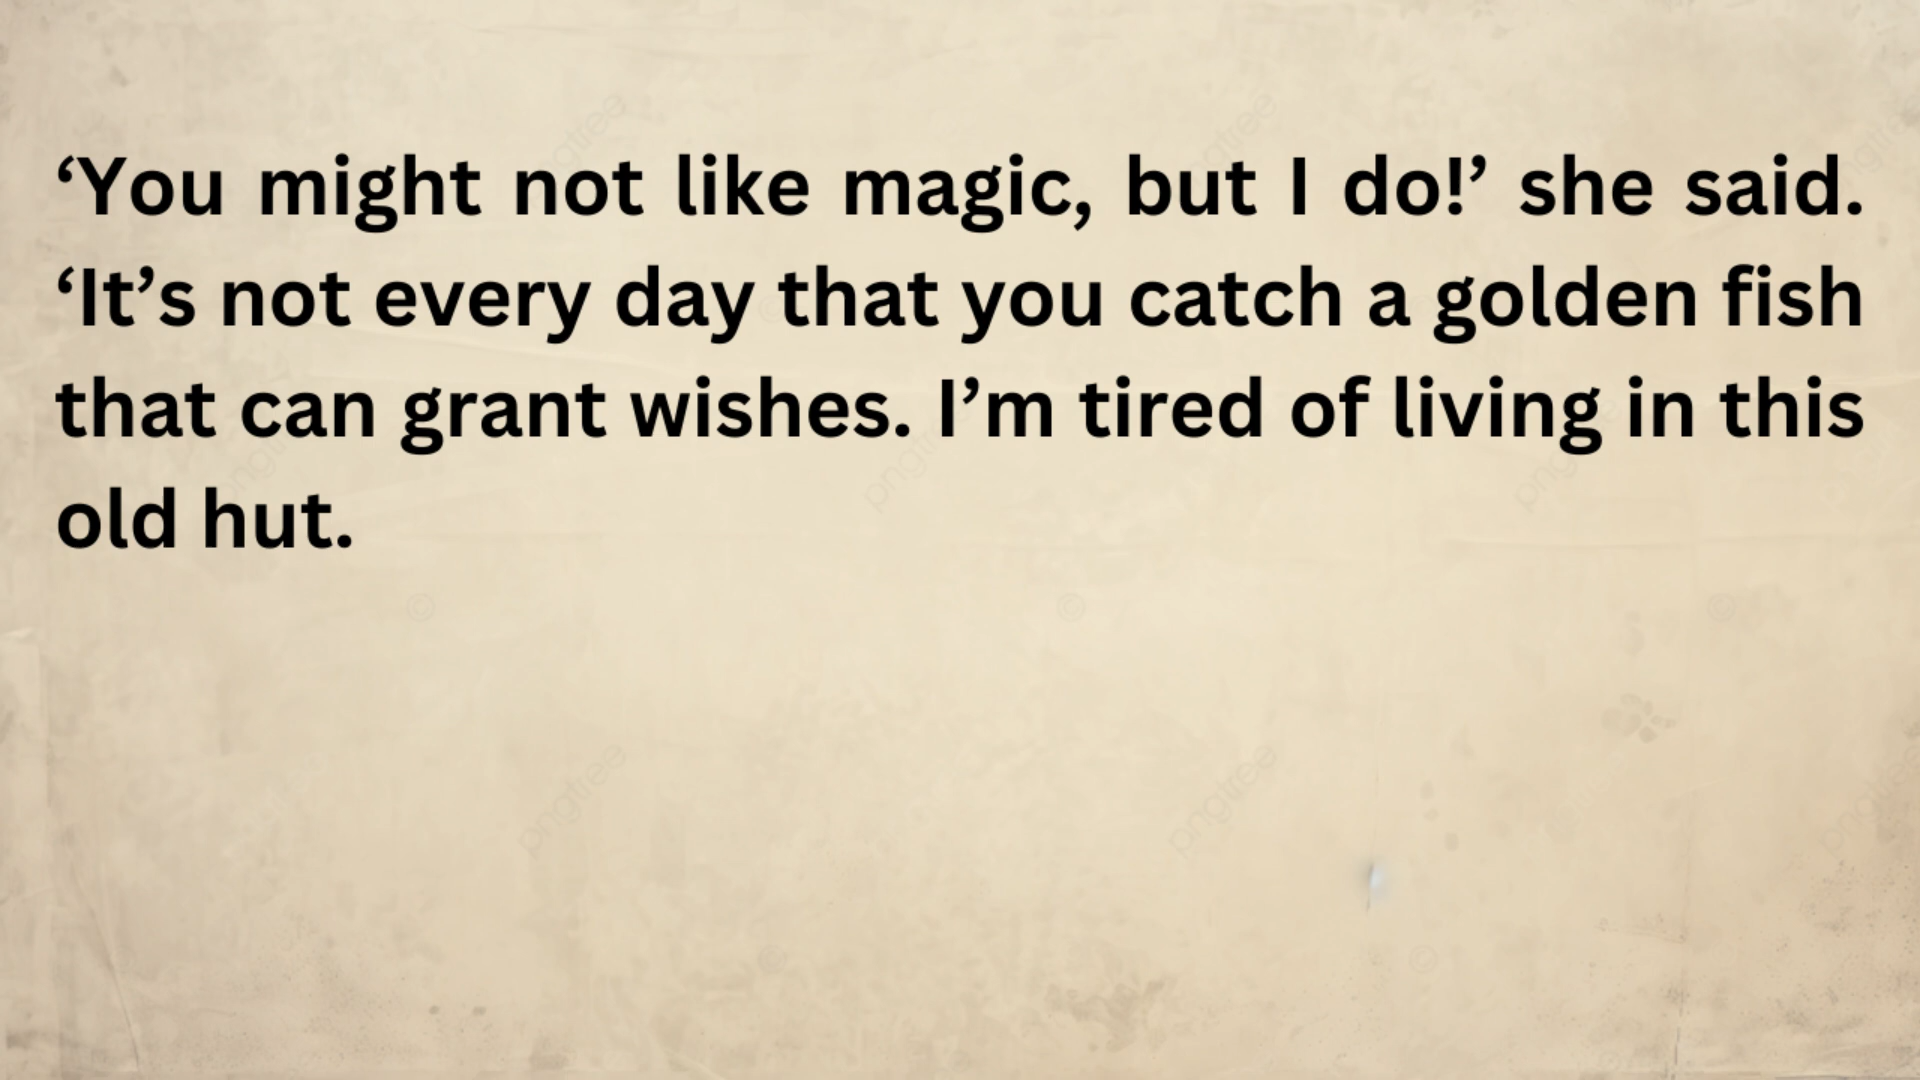 ‘You might not like magic, but I do!’ she said.
‘It’s not every day that you catch a golden fish
that can grant wishes. I’m tired of living in this
old hut.